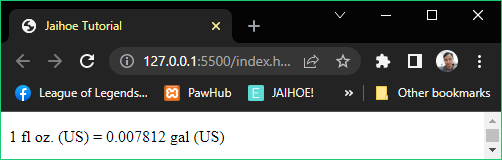 Jaihoe Tutorial
127.0.0.1:5500/index.h...
League of Legends...
PawHub
JAIHOE!
Other bookmarks
1 fl oz. (US) = 0.007812 gal (US)